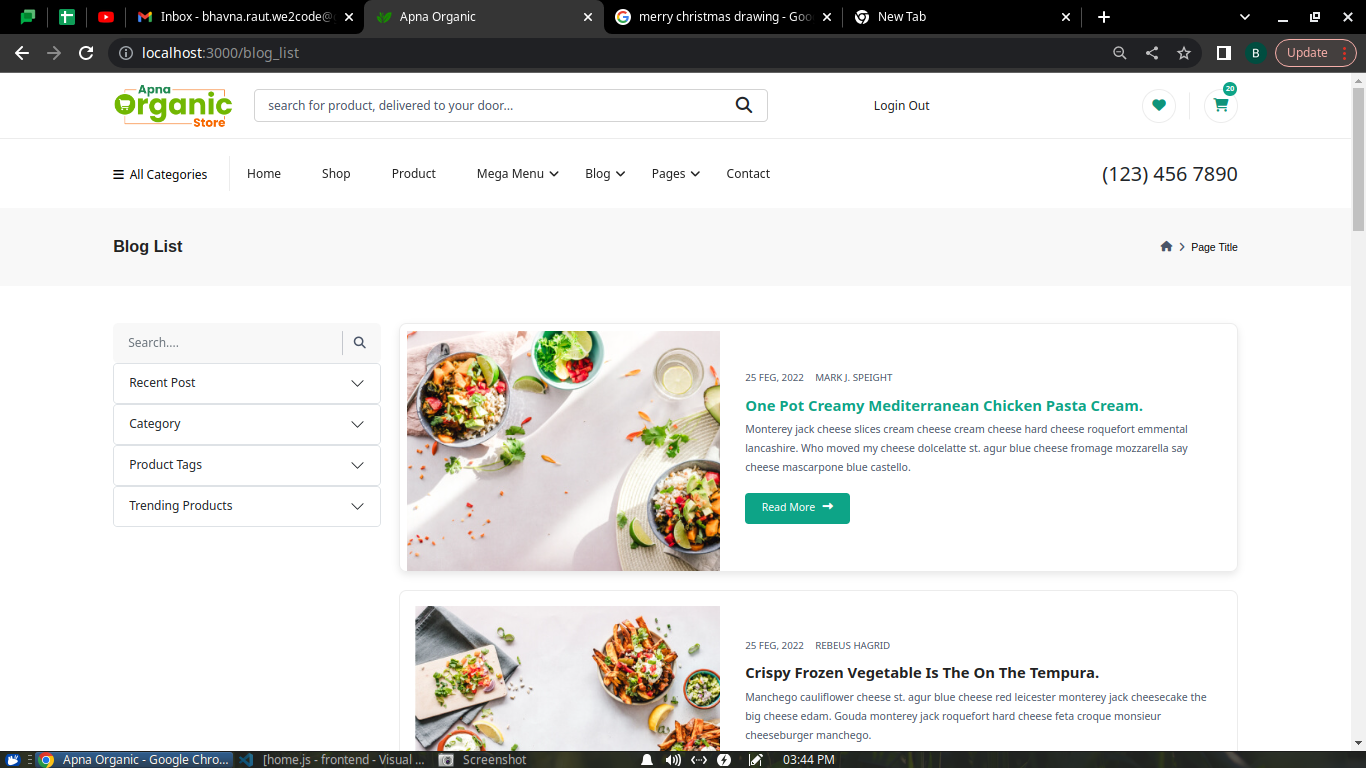 Inbox - bhavna.raut.we2code@
Apna Organic
merry christmas drawing - Goo
New Tab
localhost:3000/blog_list
B
Update
Apna
Organic
Store
search for product, delivered to your door...
Login Out
20
All Categories
Home
Shop
Product
Mega Menu
Blog
Pages
Contact
(123) 456 7890
Blog List
Page Title
Search....
Recent Post
Category
Product Tags
Trending Products
25 FEG, 2022 MARK J. SPEIGHT
One Pot Creamy Mediterranean Chicken Pasta Cream.
Monterey jack cheese slices cream cheese cream cheese hard cheese roquefort emmental
lancashire. Who moved my cheese dolcelatte st. agur blue cheese fromage mozzarella say
cheese mascarpone blue castello.
Read More
25 FEG, 2022 REBEUS HAGRID
Crispy Frozen Vegetable Is The On The Tempura.
Manchego cauliflower cheese st. agur blue cheese red leicester monterey jack cheesecake the
big cheese edam. Gouda monterey jack roquefort hard cheese feta croque monsieur
cheeseburger manchego.
Apna Organic - Google Chro...
[home.js - frontend - Visual ...
Screenshot
03:44 PM